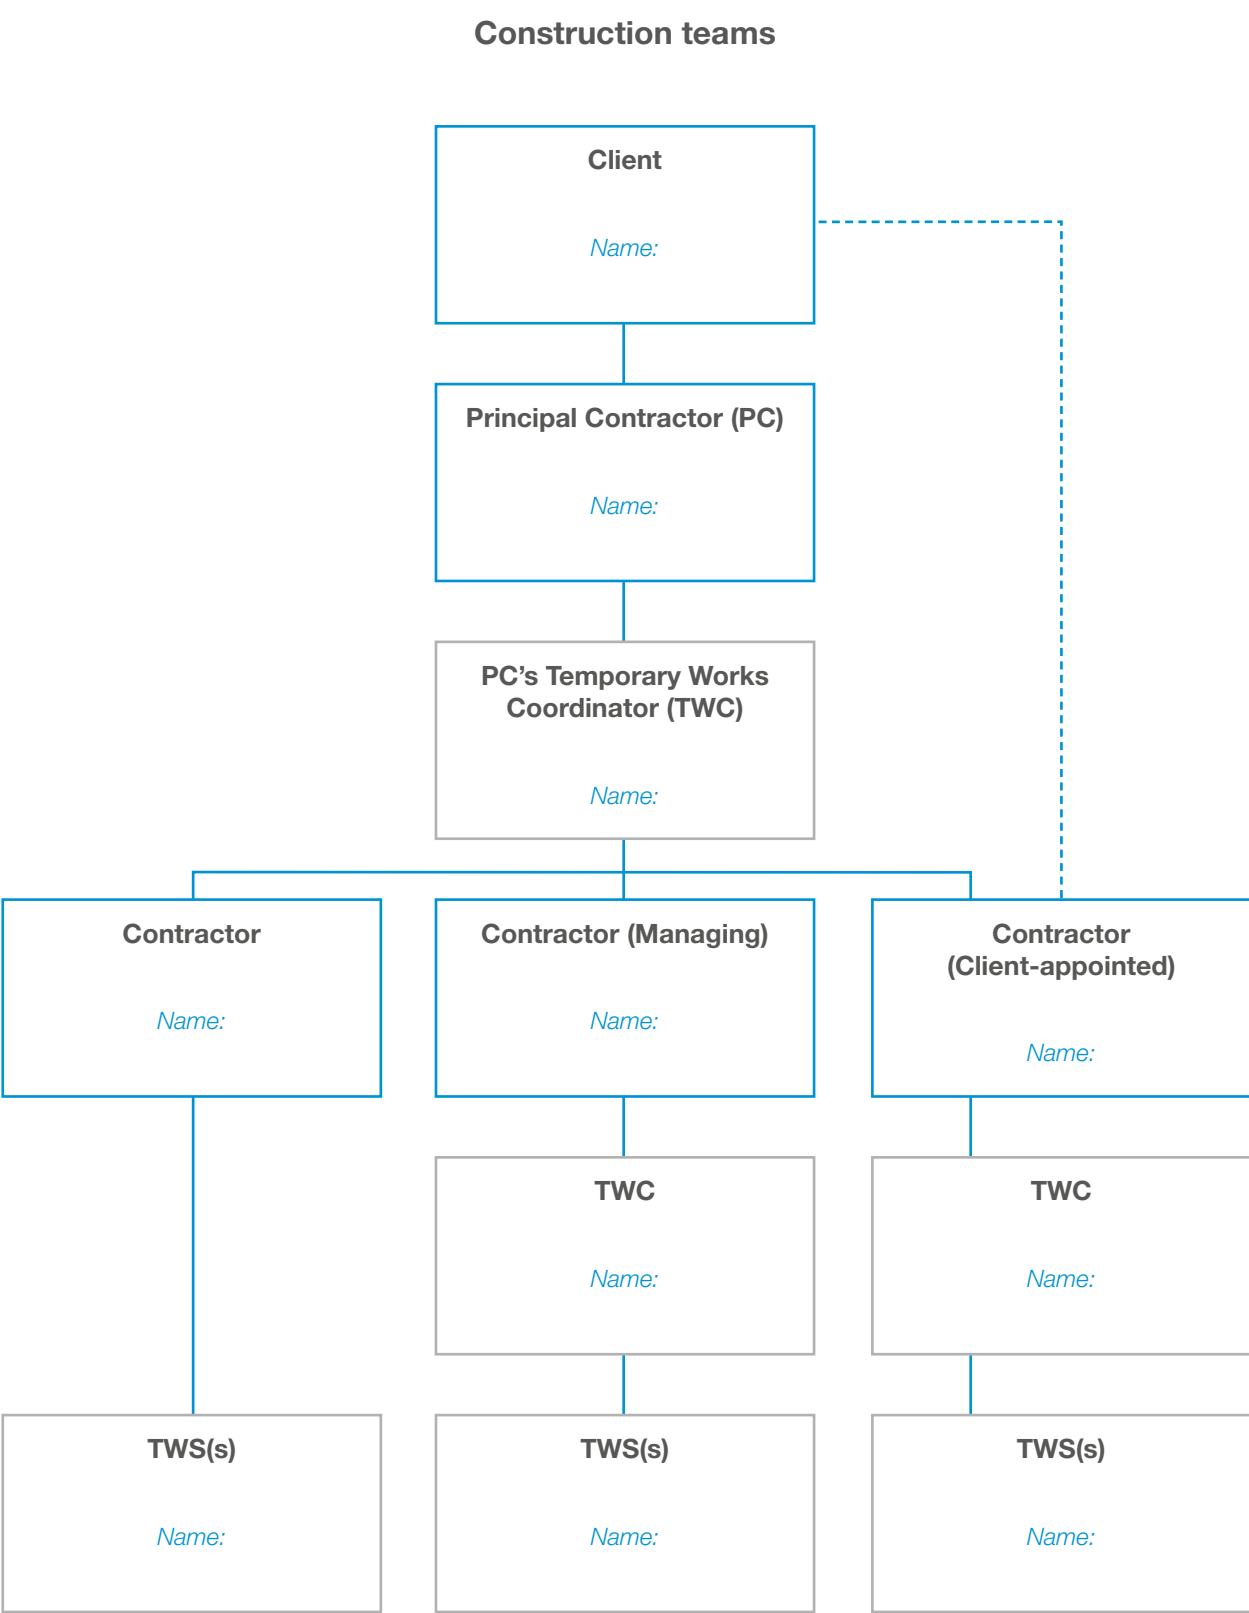 Construction teams
Client
Name:
Principal Contractor (PC)
Name:
PC’s Temporary Works
Coordinator (TWC)
Name:
Contractor
Name:
Contractor (Managing)
Name:
Contractor
(Client-appointed)
Name:
TWC
Name:
TWC
Name:
TWS(s)
Name:
TWS(s)
Name:
TWS(s)
Name: